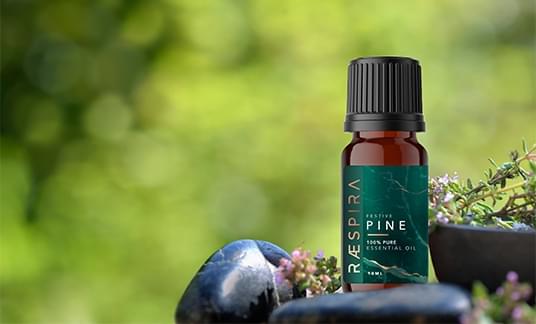 RÆSPIRA
FESTIVE
PINE
100% PURE
ESSENTIAL OIL
10ML